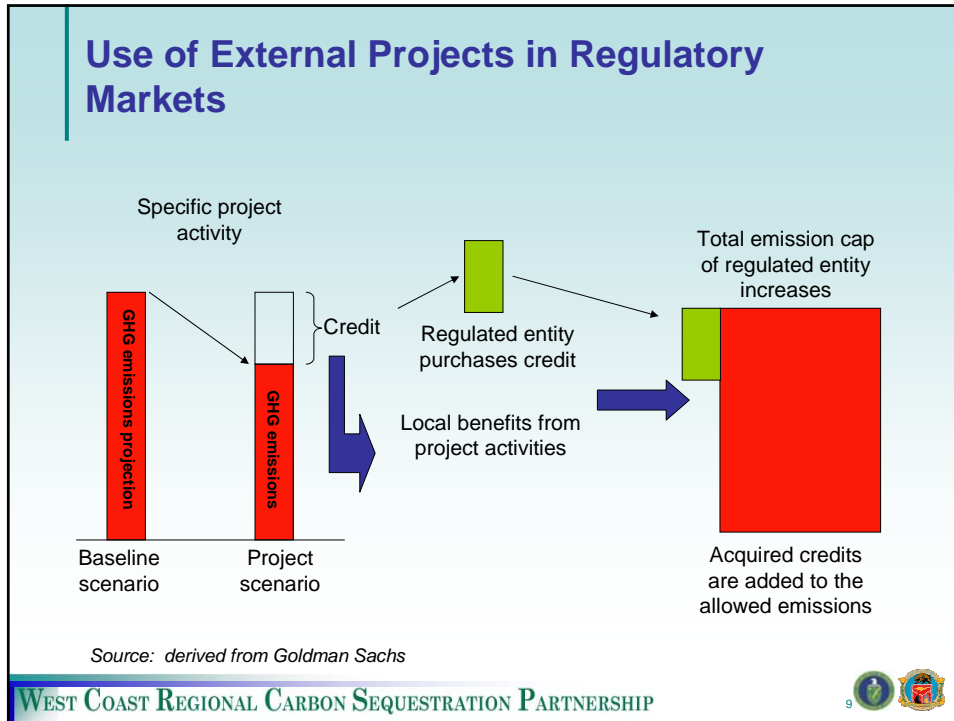 Use of External Projects in Regulatory
Markets
Specific project
activity
GHG emissions projection
GHG emissions
Credit
Baseline
scenario
Project
scenario
Regulated entity
purchases credit
Local benefits from
project activities
Total emission cap
of regulated entity
increases
Acquired credits
are added to the
allowed emissions
Source: derived from Goldman Sachs
WEST COAST REGIONAL CARBON SEQUESTRATION PARTNERSHIP
9